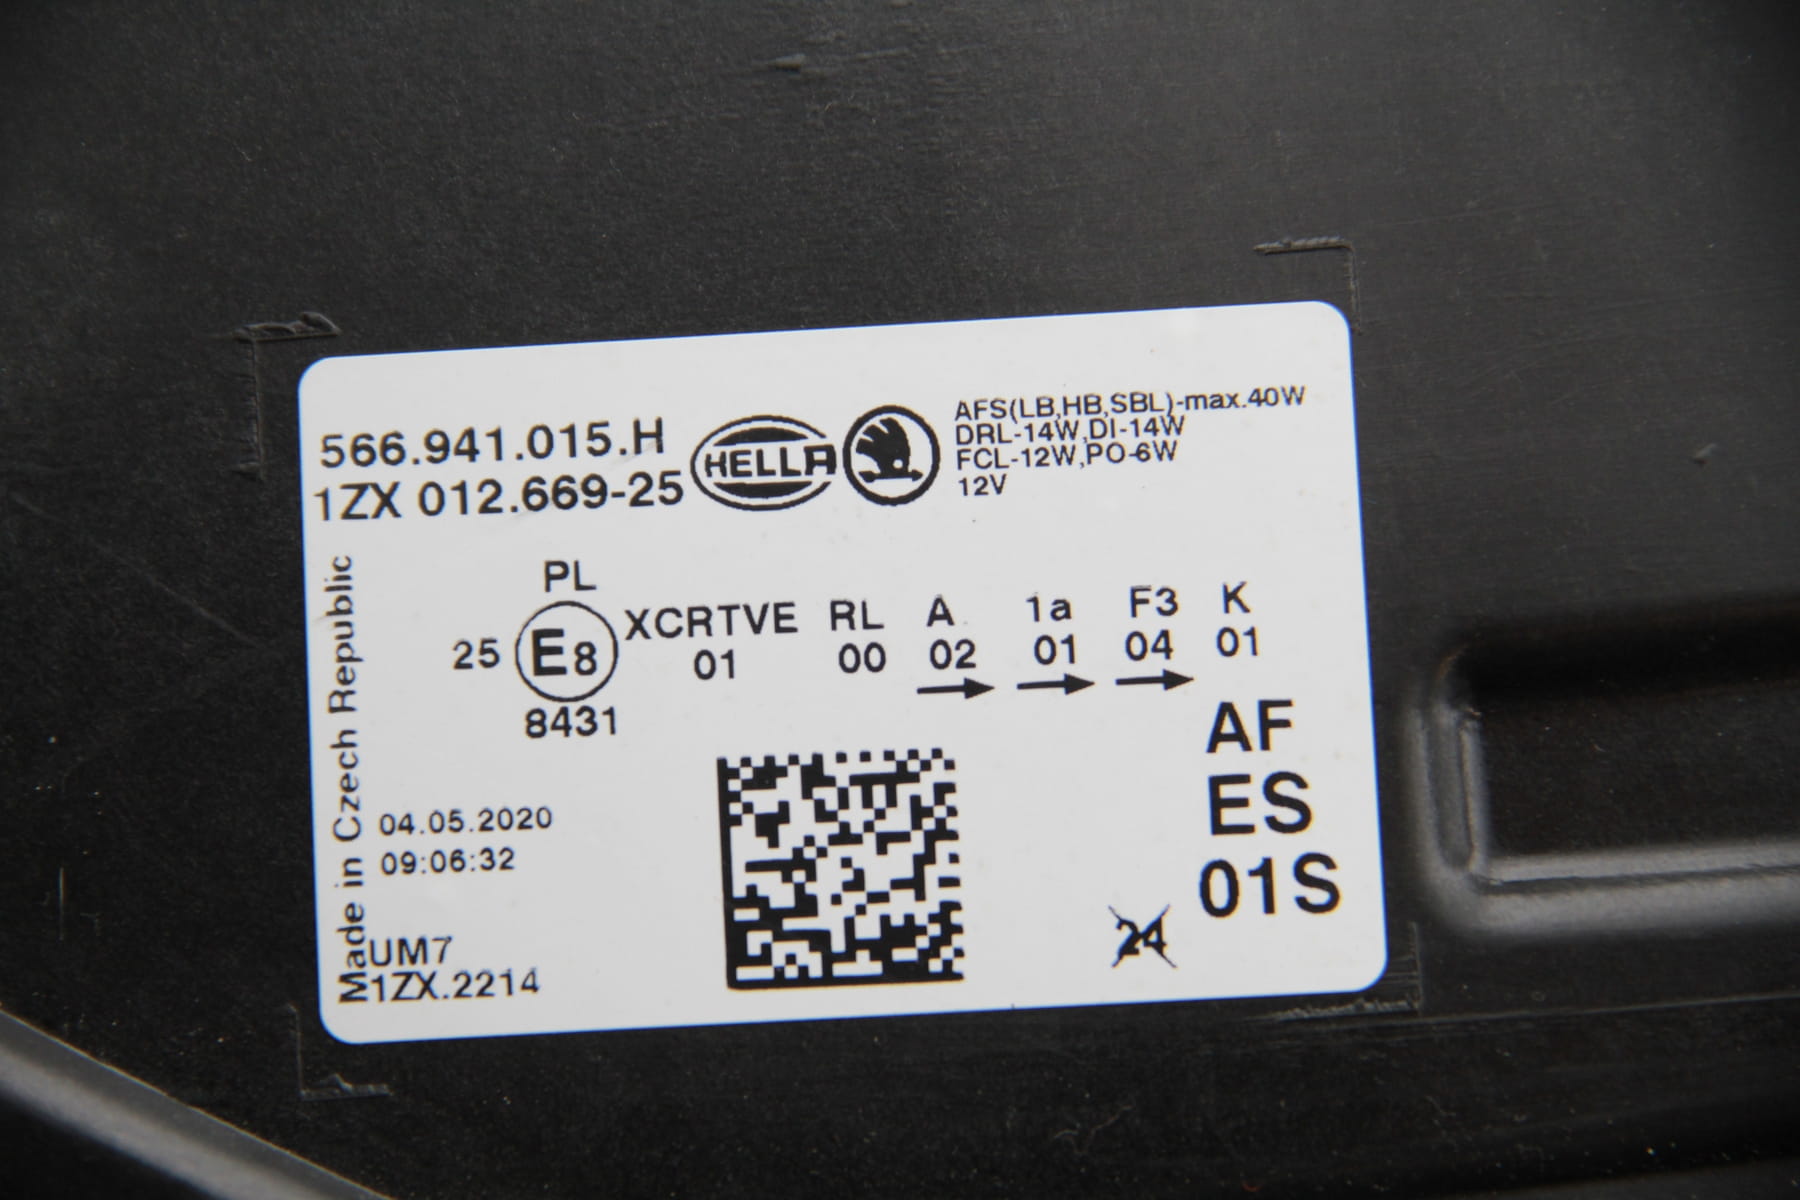 566.941.015.H
1ZX 012.669-25
HELLA
AFS(LB,HB,SBL)-max.40W
DRL-14W,DI-14W
FCL-12W,PO-6W
12V
Made in Czech Republic
PL
25 E8 XCRTVE RL A 1a F3 K
01 00 02 01 04 01
8431
AF
ES
01S
04.05.2020
09:06:32
24
UM7
1ZX.2214